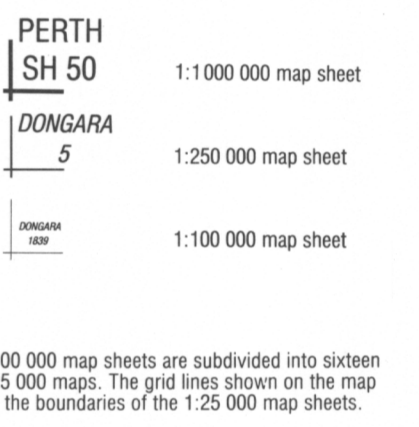 PERTH
SH 50 1:1 000 000 map sheet
DONGARA
5 1:250 000 map sheet
DONGARA
1839 1:100 000 map sheet
00 000 map sheets are subdivided into sixteen
5 000 maps. The grid lines shown on the map
the boundaries of the 1:25 000 map sheets.